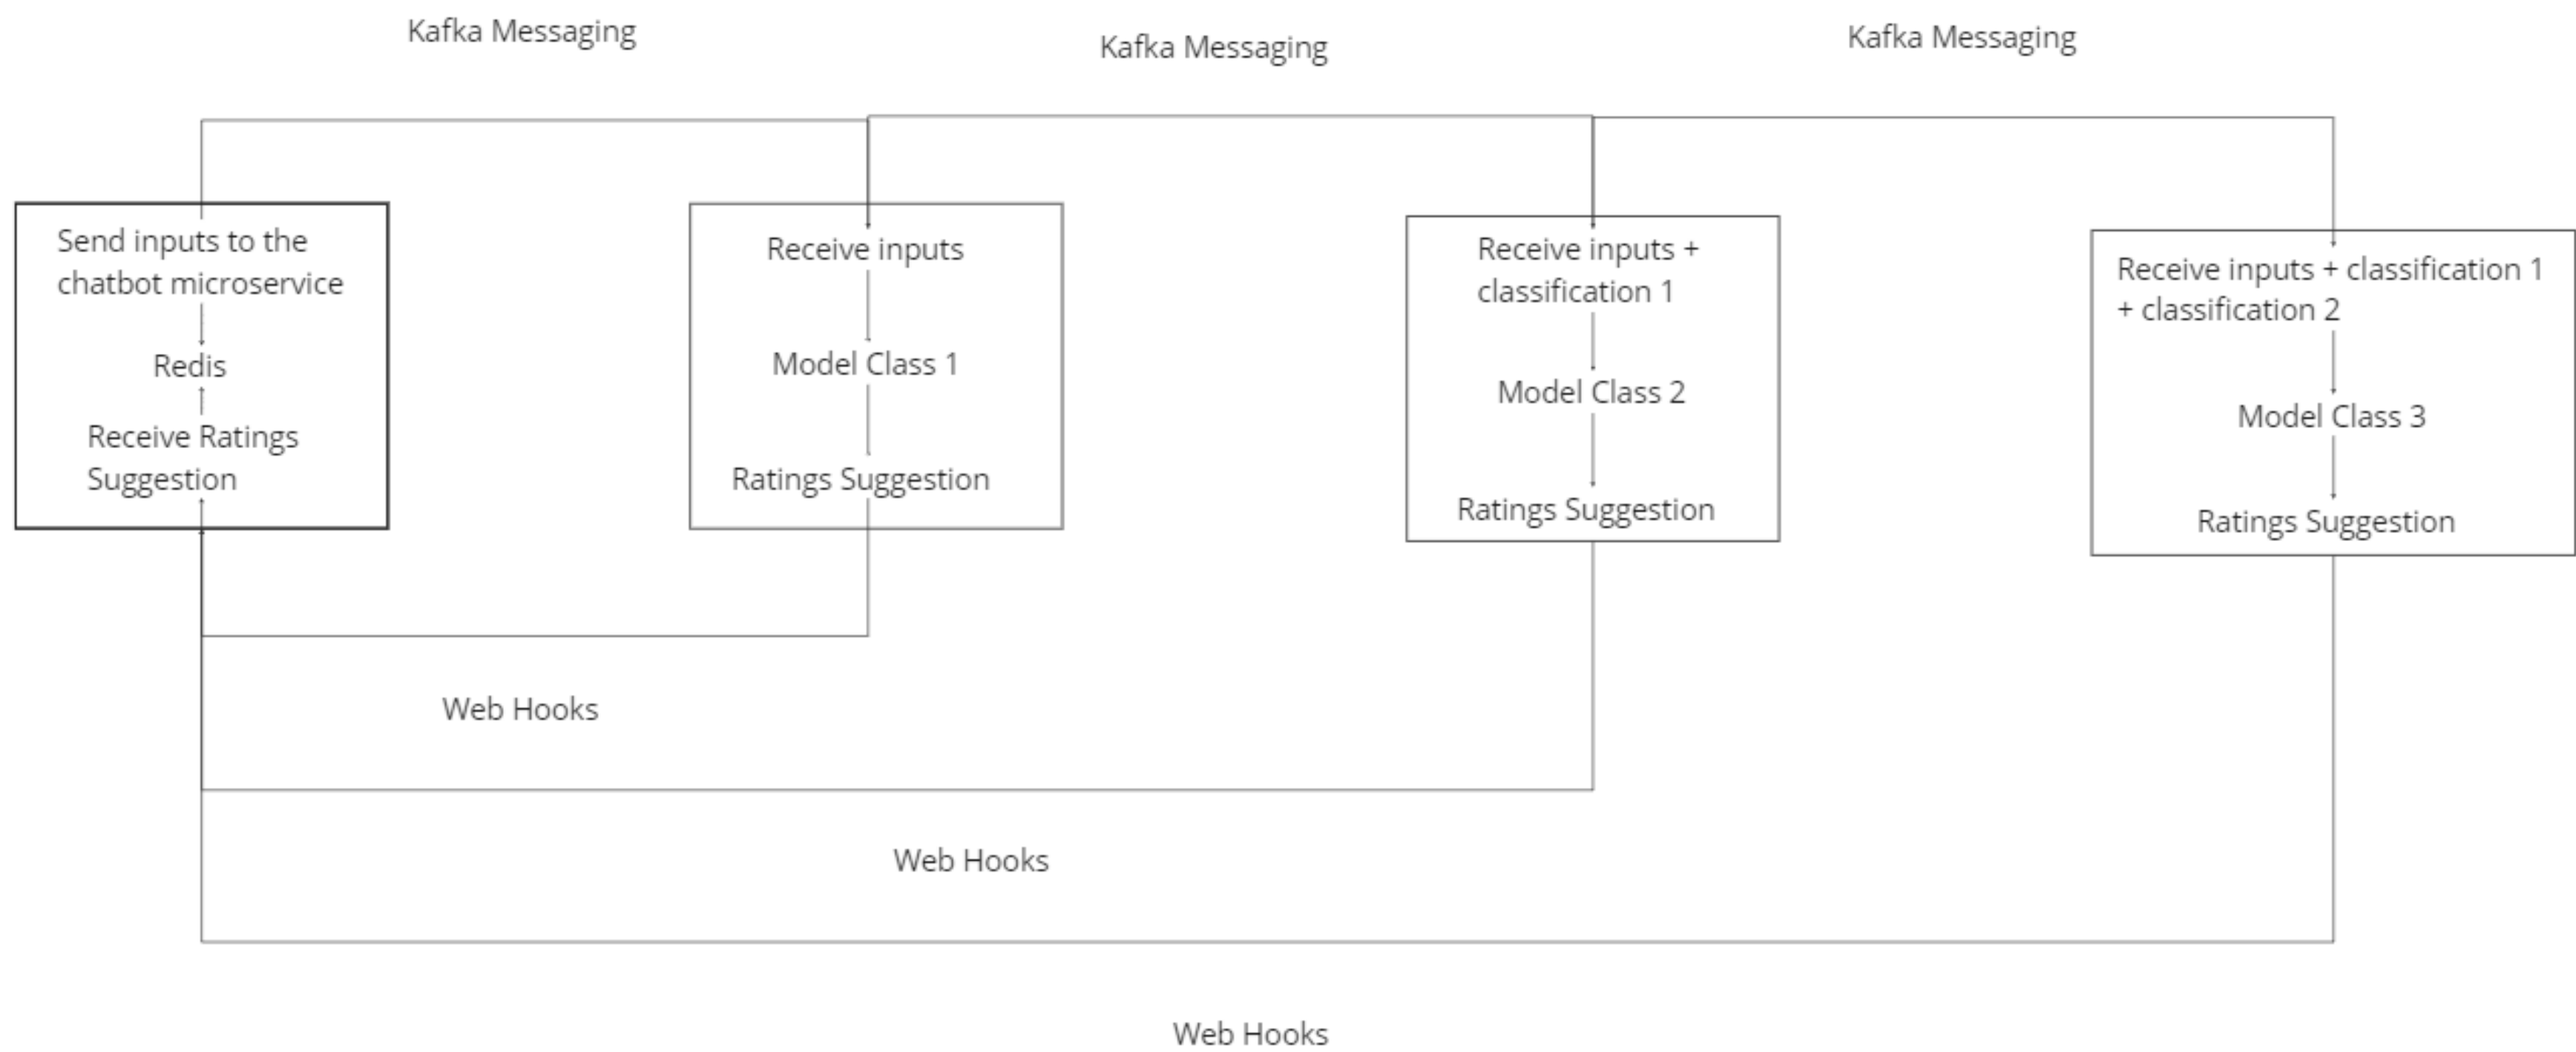 Kafka Messaging
Kafka Messaging
Kafka Messaging
Send inputs to the
chatbot microservice
Redis
Receive Ratings
Suggestion
Receive inputs
Model Class 1
Ratings Suggestion
Receive inputs +
classification 1
Model Class 2
Ratings Suggestion
Receive inputs + classification 1
+ classification 2
Model Class 3
Ratings Suggestion
Web Hooks
Web Hooks
Web Hooks